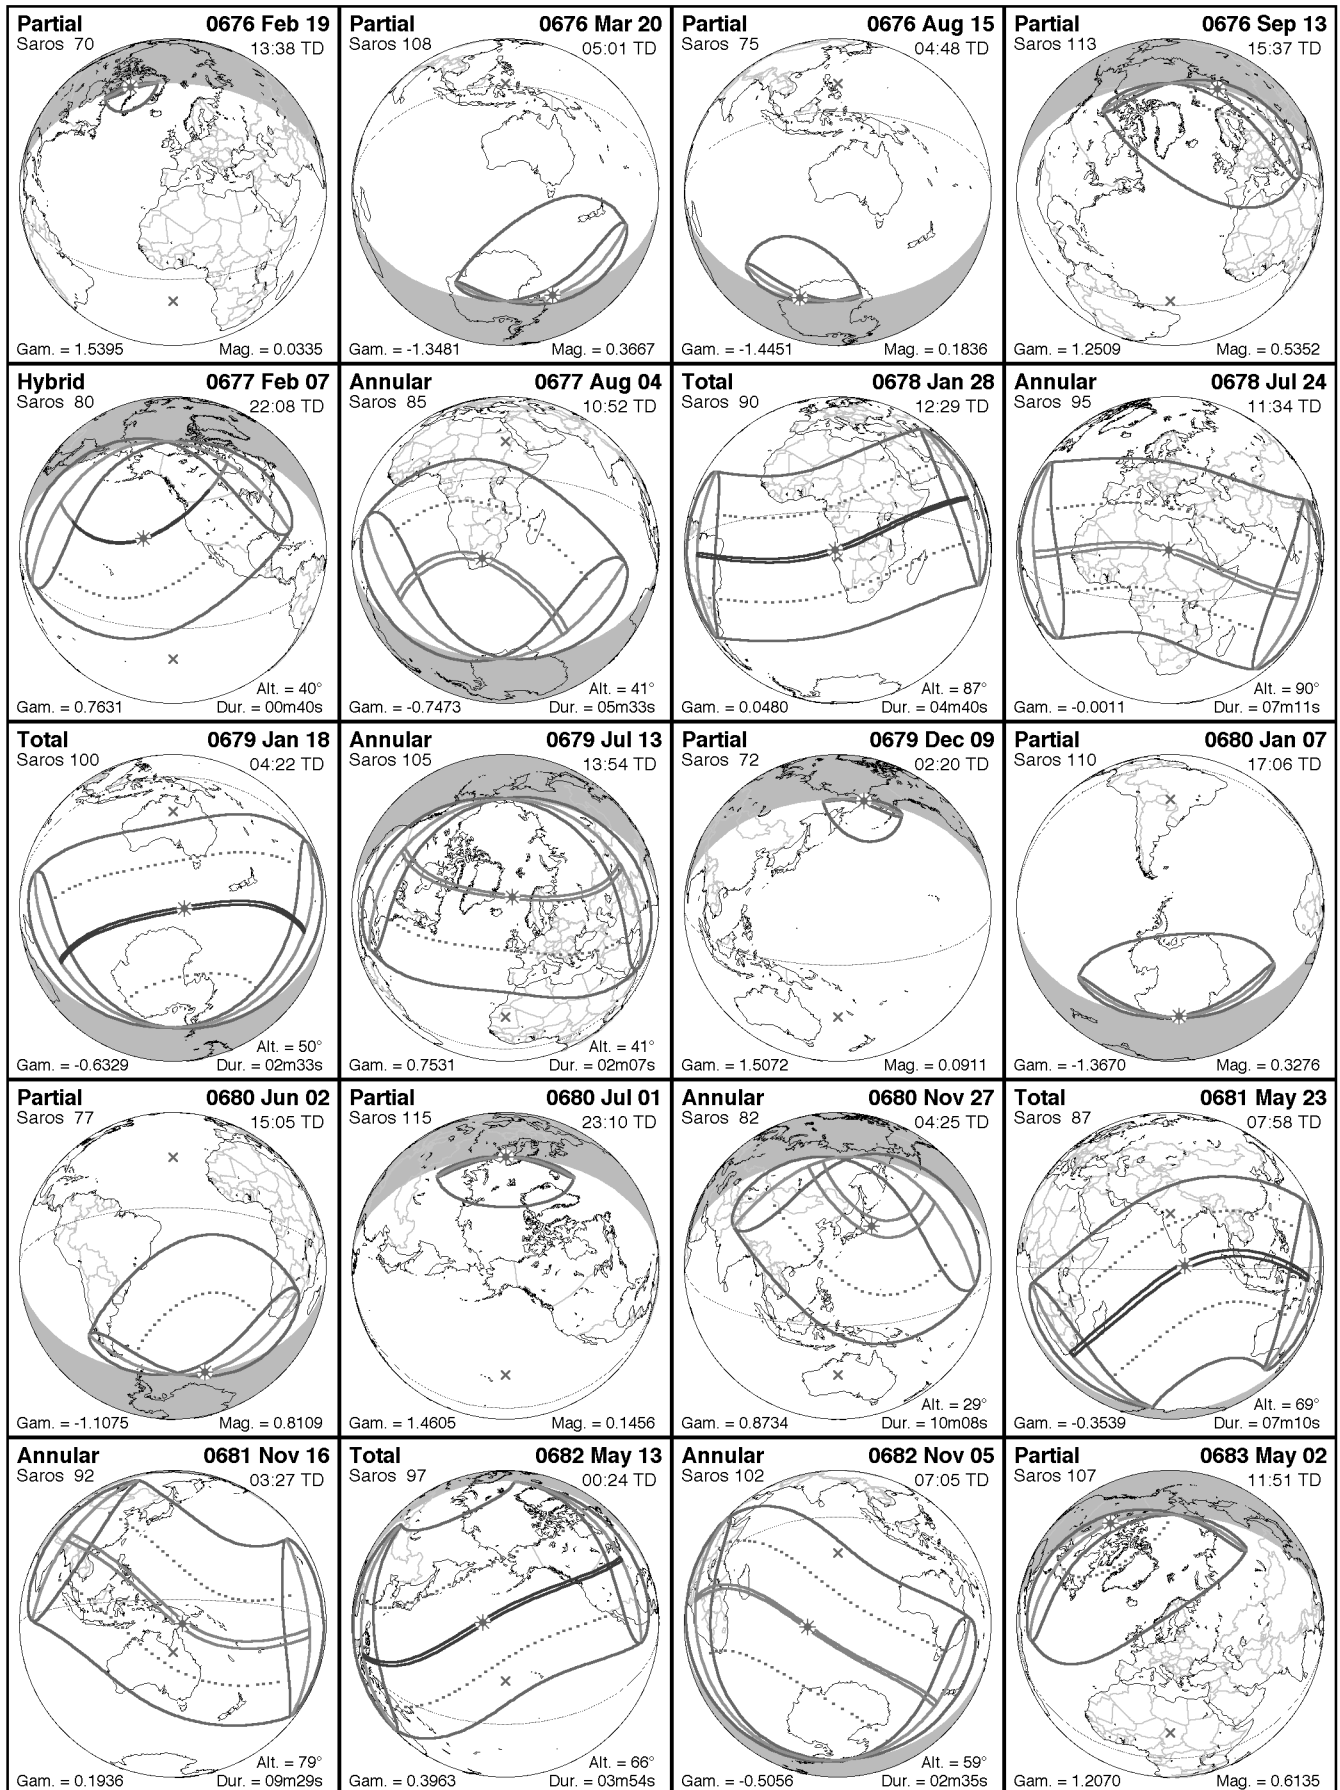 Partial 0676 Feb 19
Saros 70 13:38 TD
Gam. = 1.5395 Mag. = 0.0335
Partial 0676 Mar 20
Saros 108 05:01 TD
Gam. = -1.3481 Mag. = 0.3667
Partial 0676 Aug 15
Saros 75 04:48 TD
Gam. = -1.4451 Mag. = 0.1836
Partial 0676 Sep 13
Saros 113 15:37 TD
Gam. = 1.2509 Mag. = 0.5352
Hybrid 0677 Feb 07
Saros 80 22:08 TD
Alt. = 40°
Gam. = 0.7631 Dur. = 00m40s
Annular 0677 Aug 04
Saros 85 10:52 TD
Alt. = 41°
Gam. = -0.7473 Dur. = 05m33s
Total 0678 Jan 28
Saros 90 12:29 TD
Alt. = 87°
Gam. = 0.0480 Dur. = 04m40s
Annular 0678 Jul 24
Saros 95 11:34 TD
Alt. = 90°
Gam. = -0.0011 Dur. = 07m11s
Total 0679 Jan 18
Saros 100 04:22 TD
Alt. = 50°
Gam. = -0.6329 Dur. = 02m33s
Annular 0679 Jul 13
Saros 105 13:54 TD
Alt. = 41°
Gam. = 0.7531 Dur. = 02m07s
Partial 0679 Dec 09
Saros 72 02:20 TD
Gam. = 1.5072 Mag. = 0.0911
Partial 0680 Jan 07
Saros 110 17:06 TD
Gam. = -1.3670 Mag. = 0.3276
Partial 0680 Jun 02
Saros 77 15:05 TD
Gam. = -1.1075 Mag. = 0.8109
Partial 0680 Jul 01
Saros 115 23:10 TD
Gam. = 1.4605 Mag. = 0.1456
Annular 0680 Nov 27
Saros 82 04:25 TD
Alt. = 29°
Gam. = 0.8734 Dur. = 10m08s
Total 0681 May 23
Saros 87 07:58 TD
Alt. = 69°
Gam. = -0.3539 Dur. = 07m10s
Annular 0681 Nov 16
Saros 92 03:27 TD
Alt. = 79°
Gam. = 0.1936 Dur. = 09m29s
Total 0682 May 13
Saros 97 00:24 TD
Alt. = 66°
Gam. = 0.3963 Dur. = 03m54s
Annular 0682 Nov 05
Saros 102 07:05 TD
Alt. = 59°
Gam. = -0.5056 Dur. = 02m35s
Partial 0683 May 02
Saros 107 11:51 TD
Gam. = 1.2070 Mag. = 0.6135